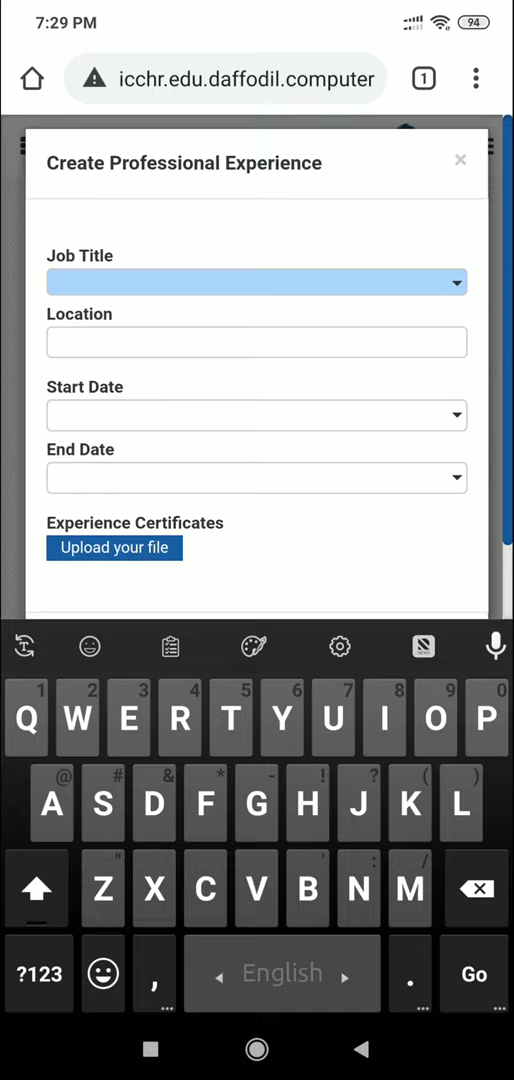 7:29 PM
94
icchr.edu.daffodil.computer
1
Create Professional Experience
×
Job Title
Location
Start Date
End Date
Experience Certificates
Upload your file
1 2 3 4 5 6 7 8 9 0
Q W E R T Y U I O P
@ # & * - ! ? ( )
A S D F G H J K L
" ' : /
Z X C V B N M
?123 , English . Go